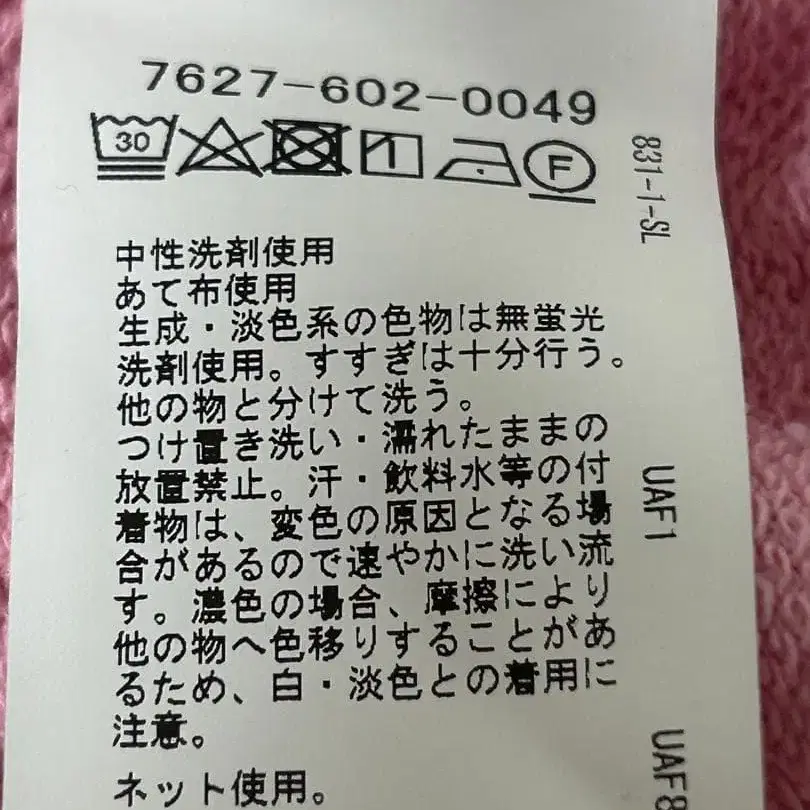 7627-602-0049
30
F
中性洗剤使用
あて布使用
生成・淡色系の色物は無蛍光
洗剤使用。すすぎは十分行う。
他の物と分けて洗う。
つけ置き洗い・濡れたままの
放置禁止。汗・飲料水等の付
着物は、変色の原因となる場
合があるので速やかに洗い流
す。濃色の場合、摩擦により
他の物へ色移りすることがあ
るため、白・淡色との着用に
注意。
ネット使用。
831-1-SL
UAF1
UAF8